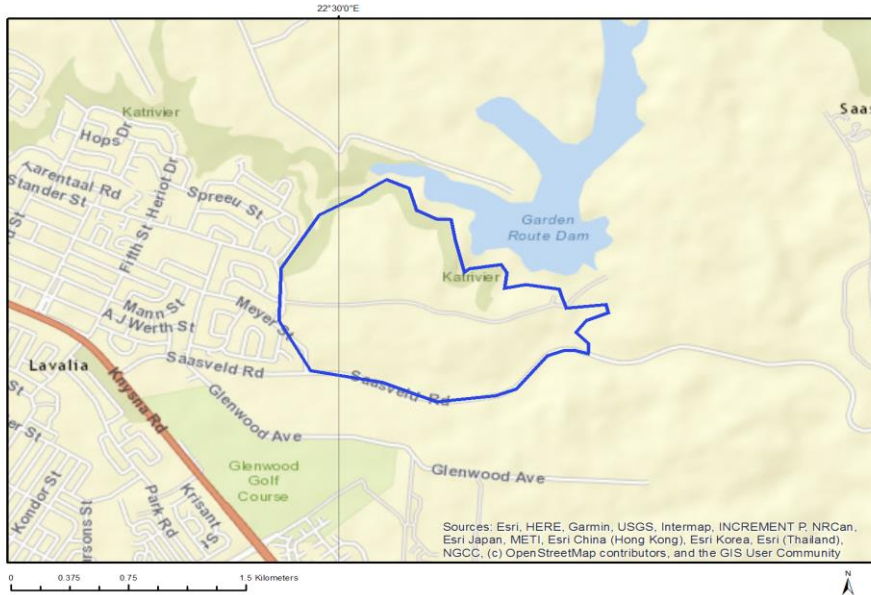 22°30'0"E
Katrivier
Saas
Hops Dr
Karentaal Rd
Stander St
Heriot Dr
Spreeu St
Fifth St
Garden
Route Dam
Katrivier
Mann St
A J Werth St
Meyer St
Lavalia
Saasveld Rd
Knysna Rd
Saasveld Rd
Glenwood Ave
Glenwood
Golf
Course
Glenwood Ave
Kondor St
Park Rd
Krisant St
arsons St
Sources: Esri, HERE, Garmin, USGS, Intermap, INCREMENT P, NRCan,
Esri Japan, METI, Esri China (Hong Kong), Esri Korea, Esri (Thailand),
NGCC, (c) OpenStreetMap contributors, and the GIS User Community
0 0.375 0.75 1.5 Kilometers
N